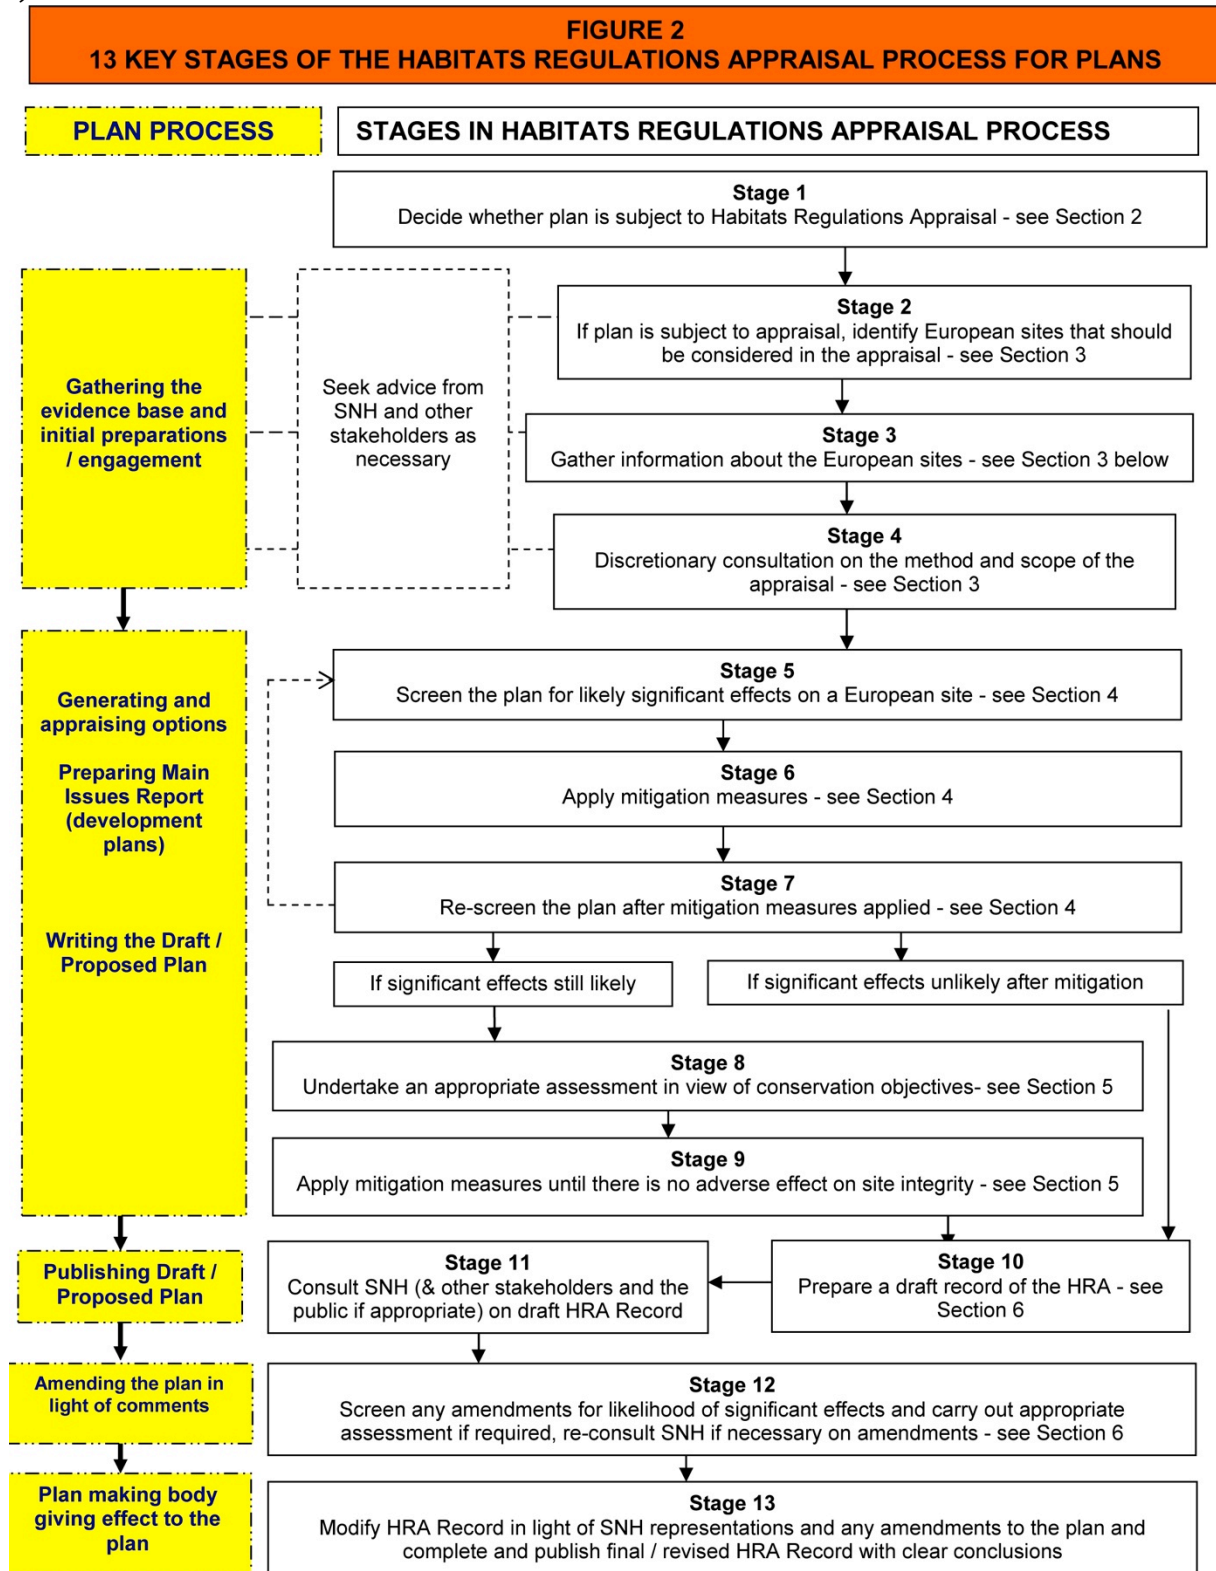 FIGURE 2
13 KEY STAGES OF THE HABITATS REGULATIONS APPRAISAL PROCESS FOR PLANS
PLAN PROCESS
STAGES IN HABITATS REGULATIONS APPRAISAL PROCESS
Stage 1
Decide whether plan is subject to Habitats Regulations Appraisal - see Section 2
Gathering the
evidence base and
initial preparations
/ engagement
Seek advice from
SNH and other
stakeholders as
necessary
Stage 2
If plan is subject to appraisal, identify European sites that should
be considered in the appraisal - see Section 3
Stage 3
Gather information about the European sites - see Section 3 below
Stage 4
Discretionary consultation on the method and scope of the
appraisal - see Section 3
Generating and
appraising options
Preparing Main
Issues Report
(development
plans)
Writing the Draft /
Proposed Plan
Stage 5
Screen the plan for likely significant effects on a European site - see Section 4
Stage 6
Apply mitigation measures - see Section 4
Stage 7
Re-screen the plan after mitigation measures applied - see Section 4
If significant effects still likely
If significant effects unlikely after mitigation
Stage 8
Undertake an appropriate assessment in view of conservation objectives- see Section 5
Stage 9
Apply mitigation measures until there is no adverse effect on site integrity - see Section 5
Publishing Draft /
Proposed Plan
Stage 11
Consult SNH (& other stakeholders and the
public if appropriate) on draft HRA Record
Stage 10
Prepare a draft record of the HRA - see
Section 6
Amending the plan in
light of comments
Stage 12
Screen any amendments for likelihood of significant effects and carry out appropriate
assessment if required, re-consult SNH if necessary on amendments - see Section 6
Plan making body
giving effect to the
plan
Stage 13
Modify HRA Record in light of SNH representations and any amendments to the plan and
complete and publish final / revised HRA Record with clear conclusions